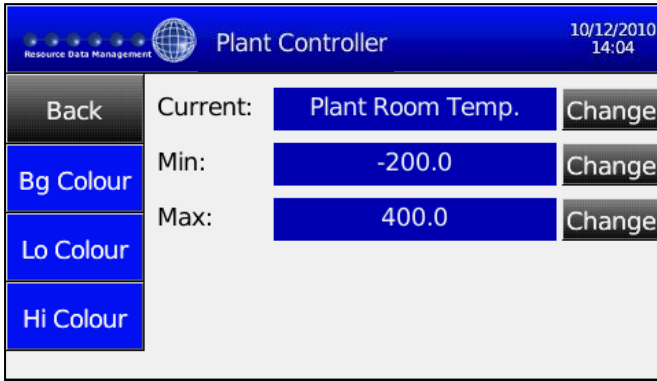 Resource Data Management
Plant Controller
10/12/2010
14:04
Back
Current: Plant Room Temp. Change
Bg Colour
Min: -200.0 Change
Lo Colour
Max: 400.0 Change
Hi Colour